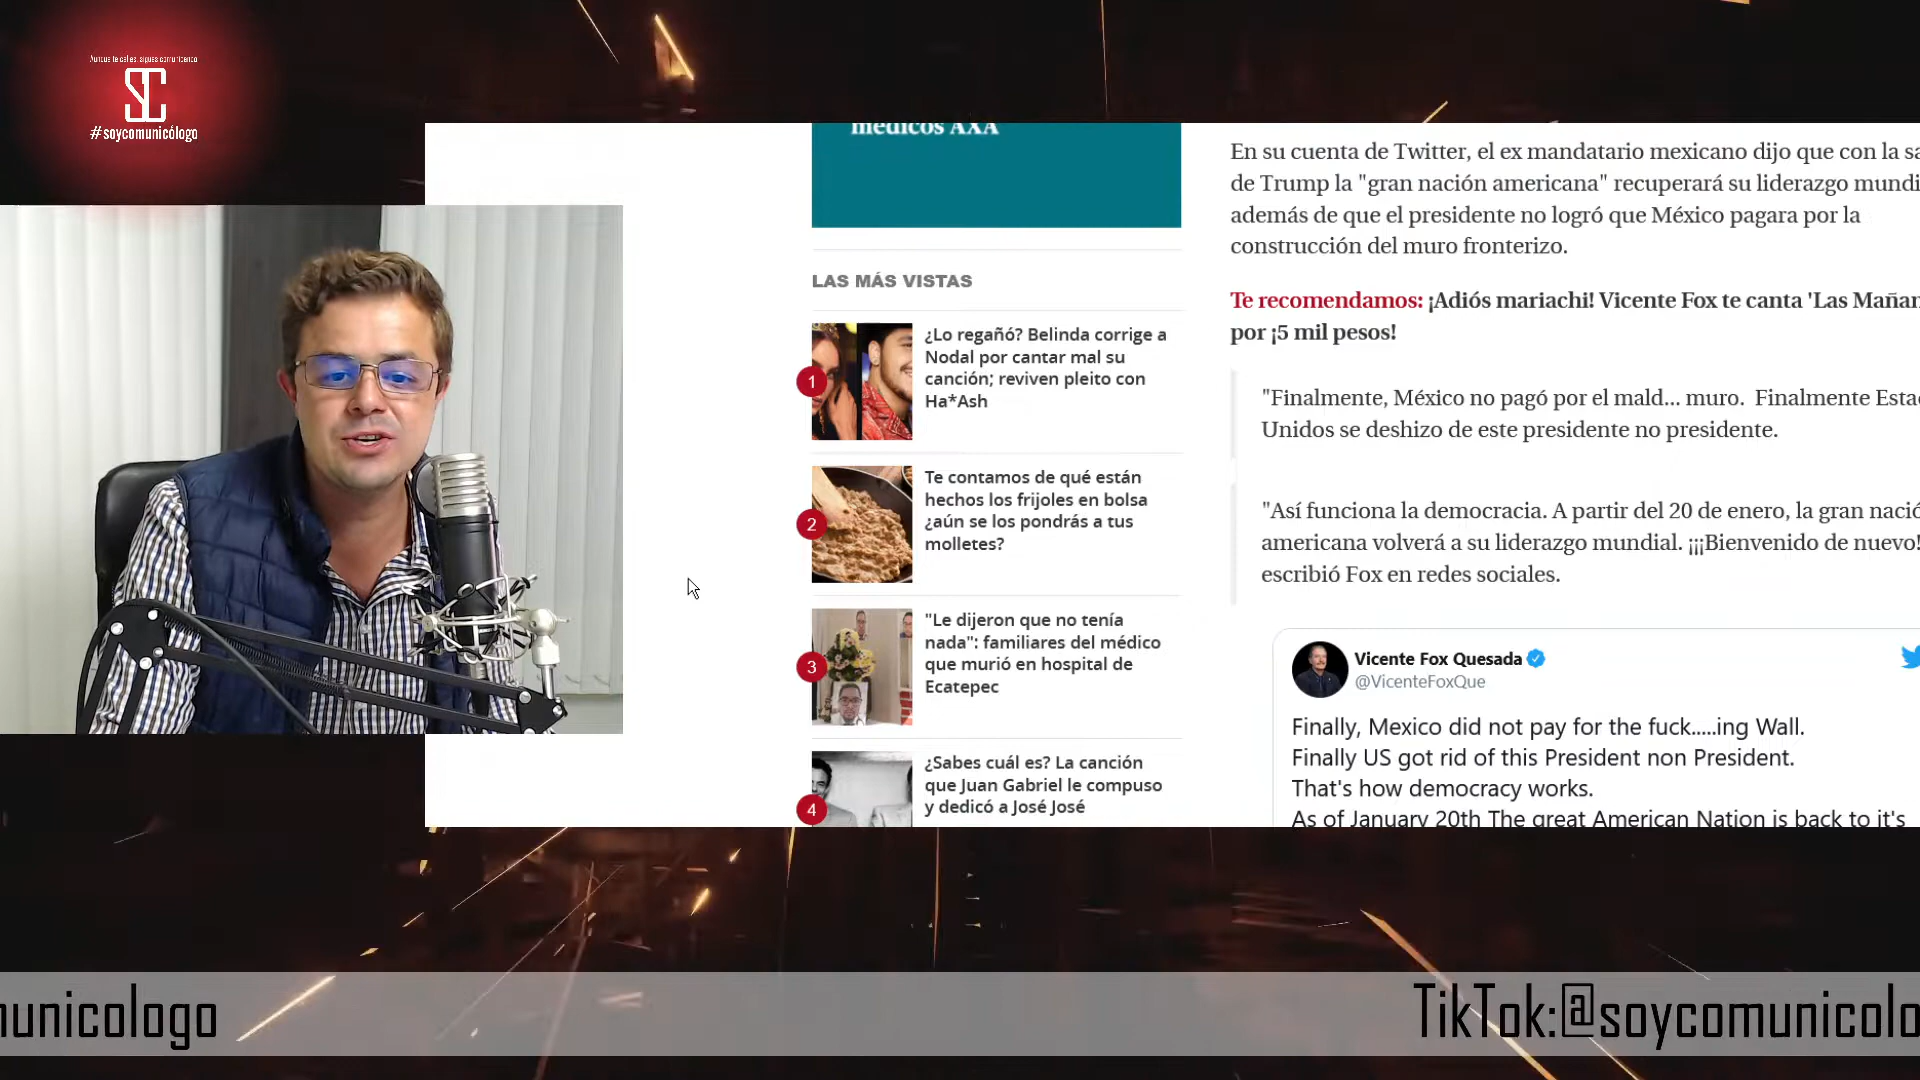 Aunque te calles, sigues comunicando
SC
#soycomunicólogo
médicos AXA
LAS MÁS VISTAS
1
¿Lo regañó? Belinda corrige a
Nodal por cantar mal su
canción; reviven pleito con
Ha*Ash
2
Te contamos de qué están
hechos los frijoles en bolsa
¿aún se los pondrás a tus
molletes?
3
"Le dijeron que no tenía
nada": familiares del médico
que murió en hospital de
Ecatepec
4
¿Sabes cuál es? La canción
que Juan Gabriel le compuso
y dedicó a José José
En su cuenta de Twitter, el ex mandatario mexicano dijo que con la sa
de Trump la "gran nación americana" recuperará su liderazgo mundi
además de que el presidente no logró que México pagara por la
construcción del muro fronterizo.
Te recomendamos: ¡Adiós mariachi! Vicente Fox te canta 'Las Mañan
por ¡5 mil pesos!
"Finalmente, México no pagó por el mald... muro. Finalmente Esta
Unidos se deshizo de este presidente no presidente.
"Así funciona la democracia. A partir del 20 de enero, la gran nació
americana volverá a su liderazgo mundial. ¡¡¡Bienvenido de nuevo!
escribió Fox en redes sociales.
Vicente Fox Quesada
@VicenteFoxQue
Finally, Mexico did not pay for the fuck.....ing Wall.
Finally US got rid of this President non President.
That's how democracy works.
As of January 20th The great American Nation is back to it's
municologo
TikTok:@soycomunicolo